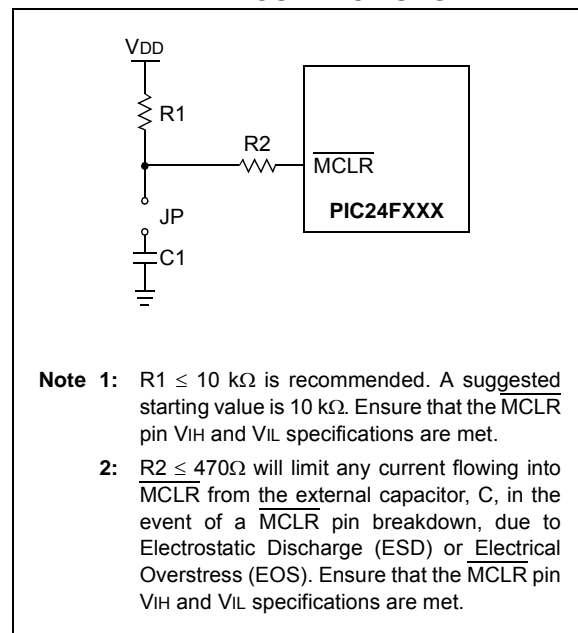 VDD
R1
R2
MCLR
PIC24FXXX
JP
C1
Note 1: R1 ≤ 10 kΩ is recommended. A suggested
starting value is 10 kΩ. Ensure that the MCLR
pin VIH and VIL specifications are met.
2: R2 ≤ 470Ω will limit any current flowing into
MCLR from the external capacitor, C, in the
event of a MCLR pin breakdown, due to
Electrostatic Discharge (ESD) or Electrical
Overstress (EOS). Ensure that the MCLR pin
VIH and VIL specifications are met.